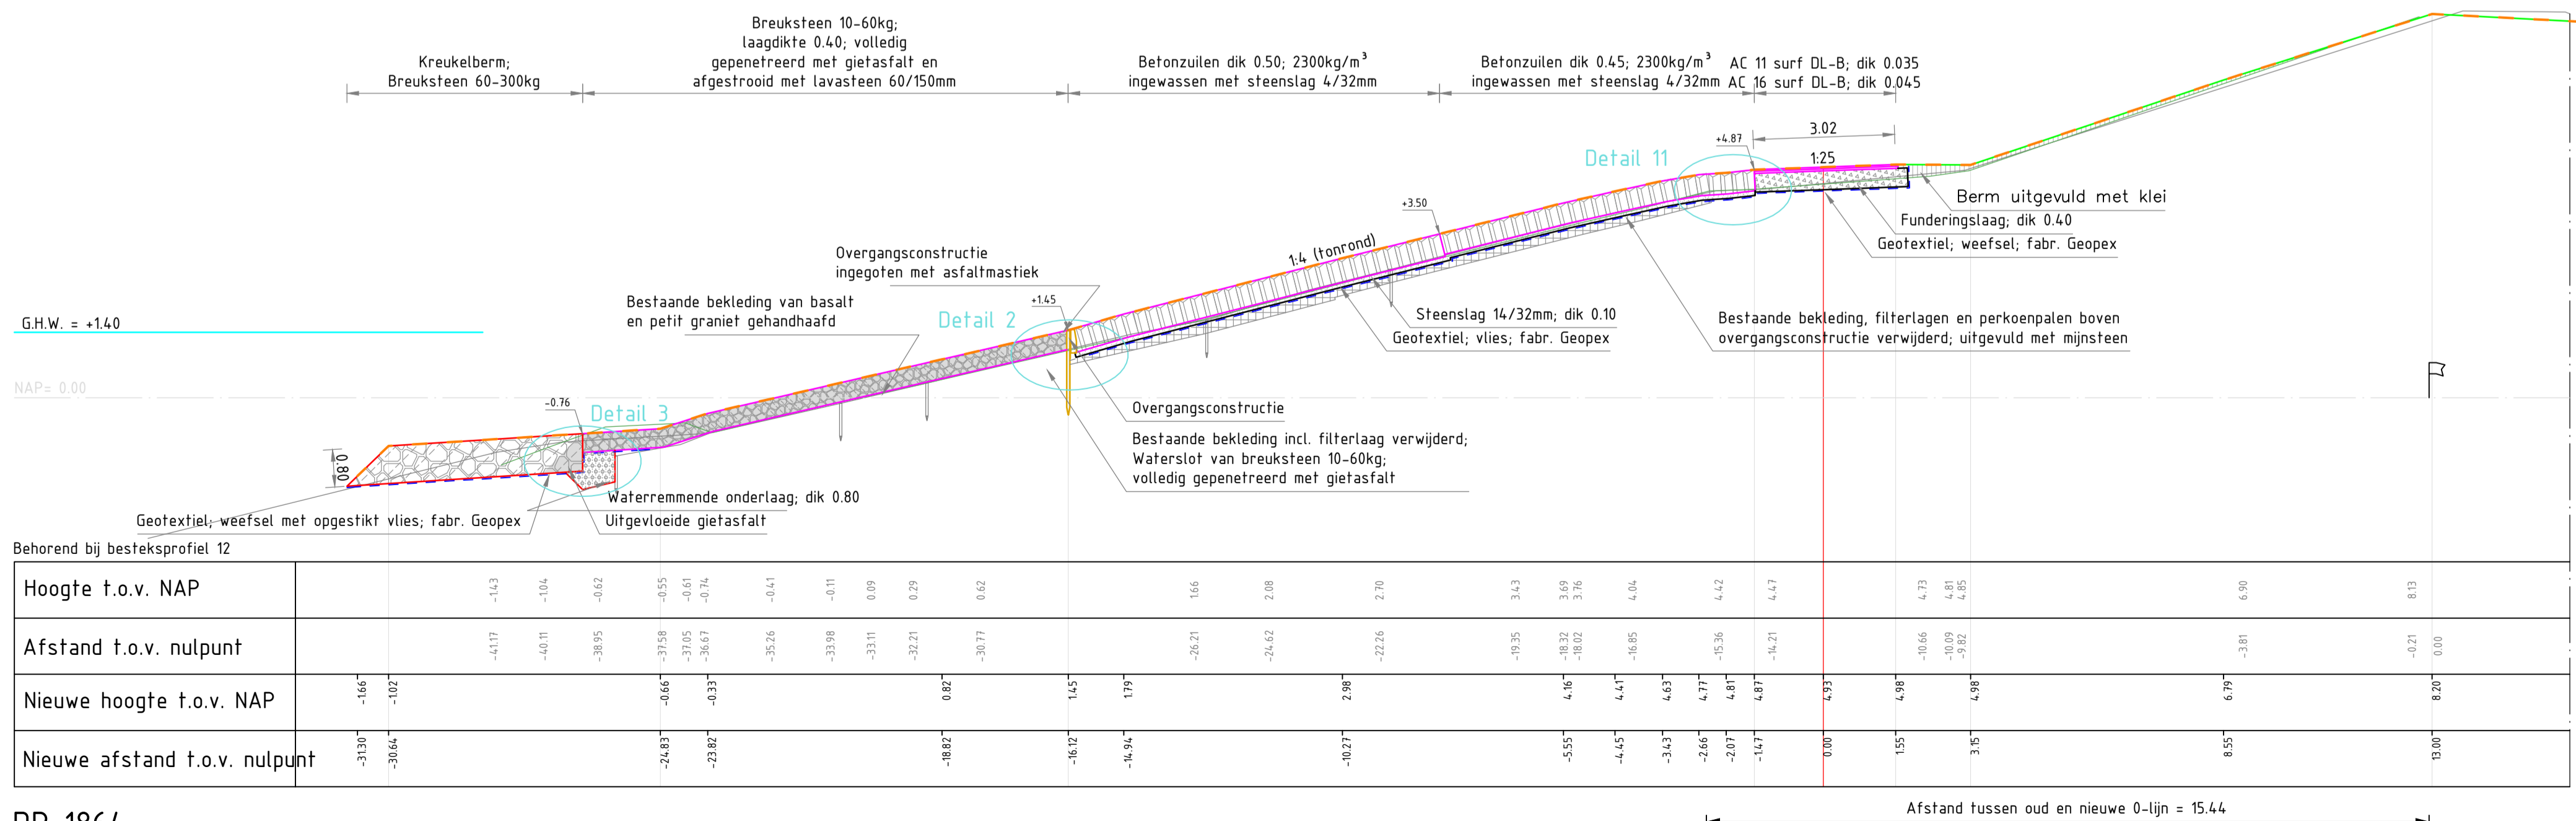 Kreukelberm;
Breuksteen 60-300kg
Breuksteen 10-60kg;
laagdikte 0.40; volledig
gepenetreerd met gietasfalt en
afgestrooid met lavasteen 60/150mm
Betonzuilen dik 0.50; 2300kg/m³
ingewassen met steenslag 4/32mm
Betonzuilen dik 0.45; 2300kg/m³
ingewassen met steenslag 4/32mm
AC 11 surf DL-B; dik 0.035
AC 16 surf DL-B; dik 0.045
3.02
+4.87
1:25
Detail 11
Berm uitgevuld met klei
Funderingslaag; dik 0.40
Geotextiel; weefsel; fabr. Geopex
+3.50
1:4 (tonrond)
Overgangsconstructie
ingegoten met asfaltmastiek
Bestaande bekleding van basalt
en petit graniet gehandhaafd
+1.45
Detail 2
G.H.W. = +1.40
Steenslag 14/32mm; dik 0.10
Geotextiel; vlies; fabr. Geopex
Bestaande bekleding, filterlagen en perkoenpalen boven
overgangsconstructie verwijderd; uitgevuld met mijnsteen
NAP= 0.00
-0.76
Detail 3
Overgangsconstructie
Bestaande bekleding incl. filterlaag verwijderd;
Waterslot van breuksteen 10-60kg;
volledig gepenetreerd met gietasfalt
0.80
Waterremmende onderlaag; dik 0.80
Geotextiel; weefsel met opgestikt vlies; fabr. Geopex
Uitgevloeide gietasfalt
Behorend bij besteksprofiel 12
Hoogte t.o.v. NAP -1.43 -1.04 -0.62 -0.55 -0.61 -0.74 -0.41 -0.11 0.09 0.29 0.62 1.66 2.08 2.70 3.43 3.69 3.76 4.04 4.42 4.47 4.73 4.81 4.85 6.90 8.13
Afstand t.o.v. nulpunt -41.17 -40.11 -38.95 -37.58 -37.05 -36.67 -35.26 -33.98 -33.11 -32.21 -30.77 -26.21 -24.62 -22.26 -19.35 -18.32 -18.02 -16.85 -15.36 -14.21 -10.66 -10.09 -9.82 -3.81 -0.21 0.00
Nieuwe hoogte t.o.v. NAP -1.66 -1.02 -0.66 -0.33 0.82 1.45 1.79 2.98 4.16 4.41 4.63 4.77 4.81 4.87 4.93 4.98 4.98 6.79 8.20
Nieuwe afstand t.o.v. nulpunt -31.30 -30.64 -24.83 -23.82 -18.82 -16.12 -14.94 -10.27 -5.55 -4.45 -3.43 -2.66 -2.07 -1.47 0.00 1.55 3.15 8.55 13.00
Afstand tussen oud en nieuwe 0-lijn = 15.44